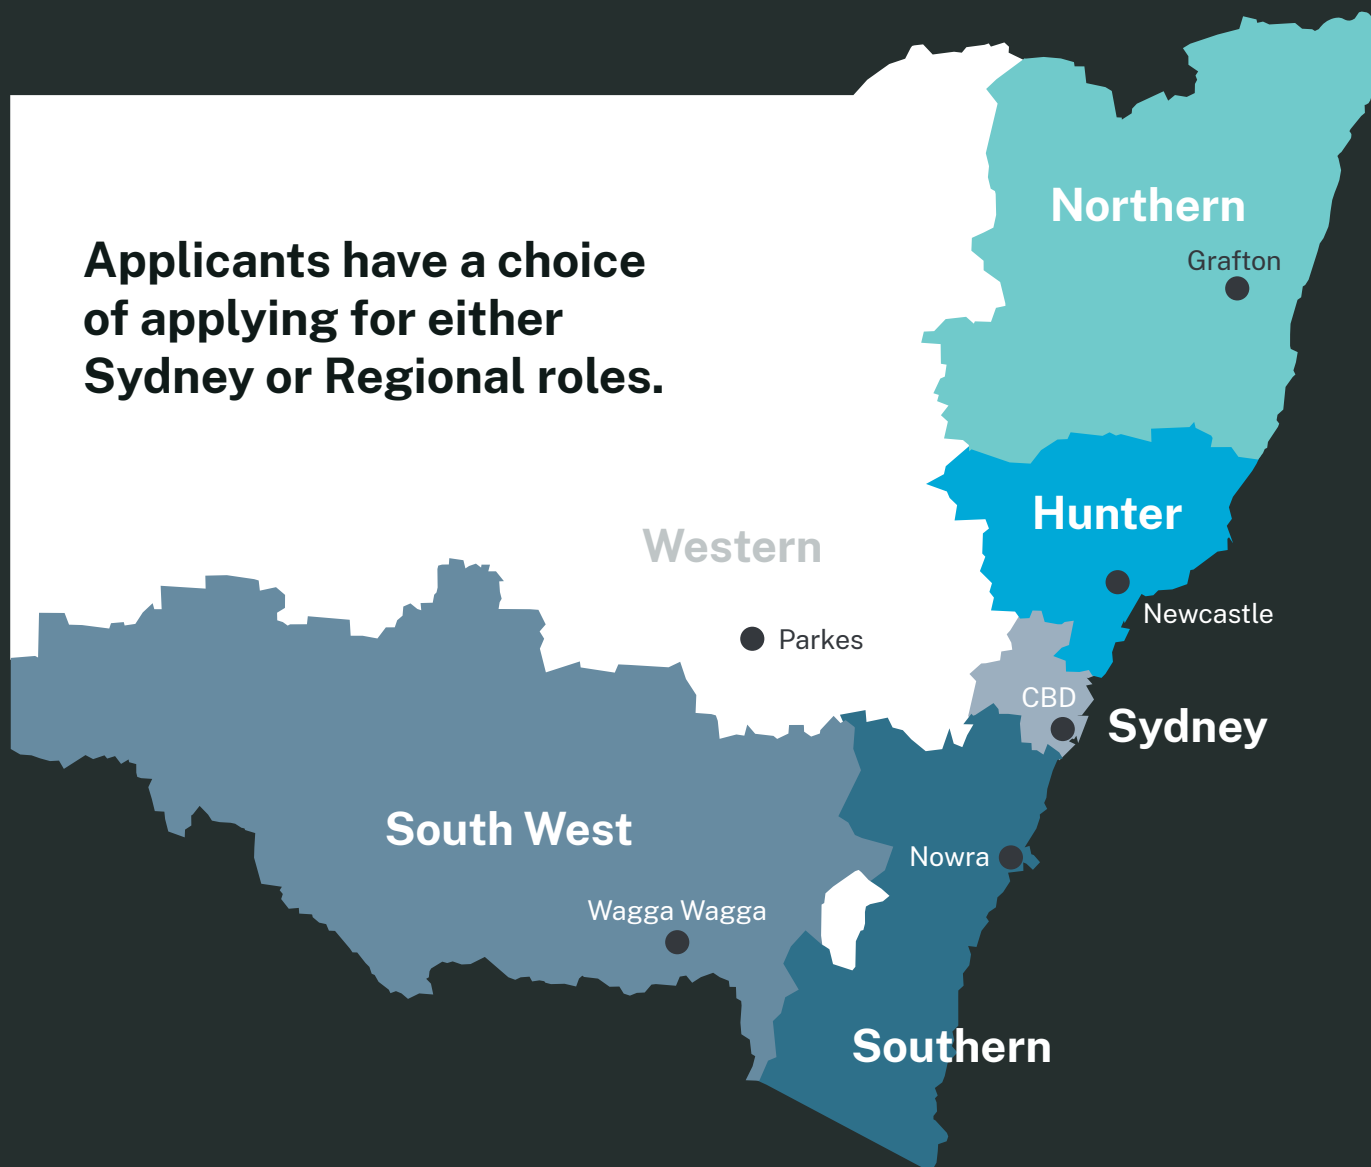 Northern
Grafton
Applicants have a choice
of applying for either
Sydney or Regional roles.
Hunter
Western
Newcastle
Parkes
CBD
Sydney
South West
Nowra
Wagga Wagga
Southern